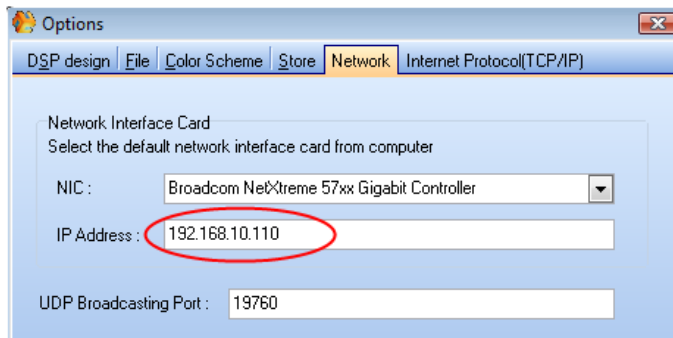 Options
DSP design File Color Scheme Store Network Internet Protocol(TCP/IP)
Network Interface Card
Select the default network interface card from computer
NIC : Broadcom NetXtreme 57xx Gigabit Controller
IP Address : 192.168.10.110
UDP Broadcasting Port : 19760